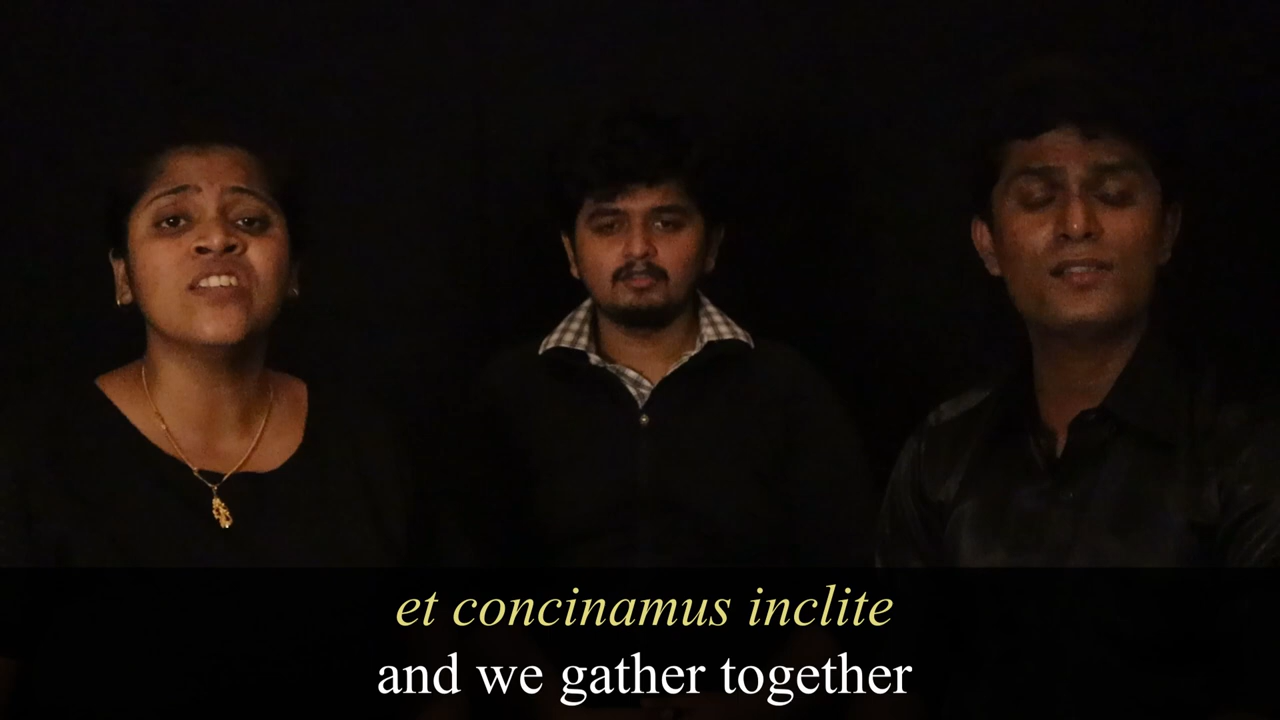 et concinamus inclite
and we gather together